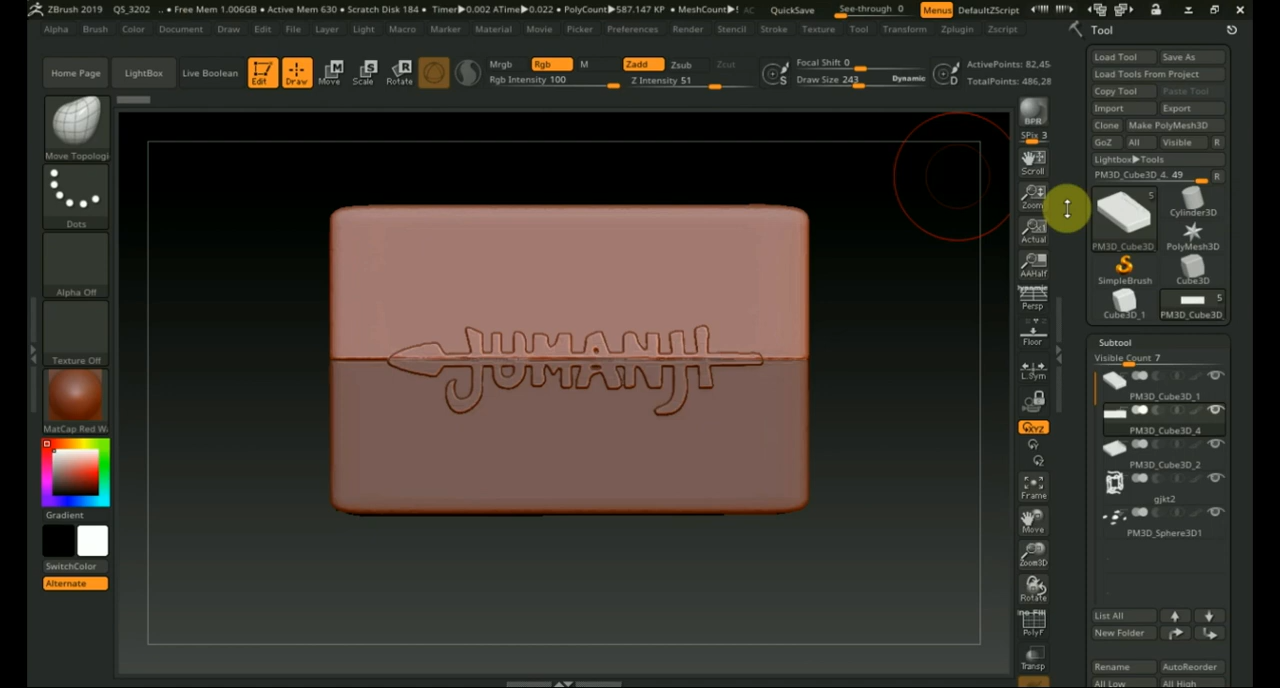 ZBrush 2019 QS_3202 .. • Free Mem 1.006GB • Active Mem 630 • Scratch Disk 184 • Timer▶0.002 ATime▶0.022 • PolyCount▶587.147 KP • MeshCount▶! AC QuickSave See-through 0 Menus DefaultZScript
Alpha Brush Color Document Draw Edit File Layer Light Macro Marker Material Movie Picker Preferences Render Stencil Stroke Texture Tool Transform Zplugin Zscript
Home Page LightBox Live Boolean Edit Draw Move Scale Rotate
Mrgb Rgb M Zadd Zsub Zcut
Rgb Intensity 100 Z Intensity 51
S Focal Shift 0 D ActivePoints: 82,45
Draw Size 243 Dynamic TotalPoints: 486,28
Move Topologi
Dots
Alpha Off
Texture Off
MatCap Red W
Gradient
SwitchColor
Alternate
JUMANJI
BPR
SPix 3
Scroll
Zoom
Actual
AAHalf
Dynamic
Persp
Floor
L.Sym
XYZ
Y
Z
Frame
Move
Zoom3D
Rotate
PolyF
Transp
Tool
Load Tool Save As
Load Tools From Project
Copy Tool Paste Tool
Import Export
Clone Make PolyMesh3D
GoZ All Visible R
Lightbox▶Tools
PM3D_Cube3D_4. 49 R
5
PM3D_Cube3D_ Cylinder3D
PolyMesh3D
SimpleBrush Cube3D
5
Cube3D_1 PM3D_Cube3D_
Subtool
Visible Count 7
PM3D_Cube3D_1
PM3D_Cube3D_4
PM3D_Cube3D_2
gjkt2
PM3D_Sphere3D1
List All
New Folder
Rename AutoReorder
All Low All High